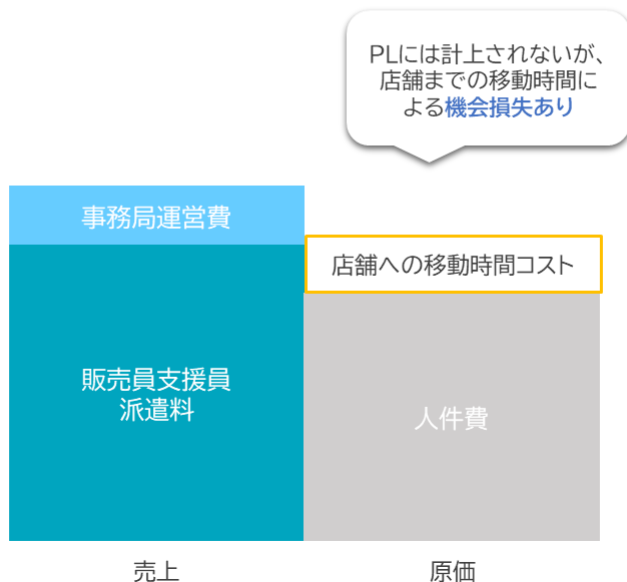 PLには計上されないが、
店舗までの移動時間に
よる機会損失あり
事務局運営費
店舗への移動時間コスト
販売員支援員
派遣料
人件費
売上
原価